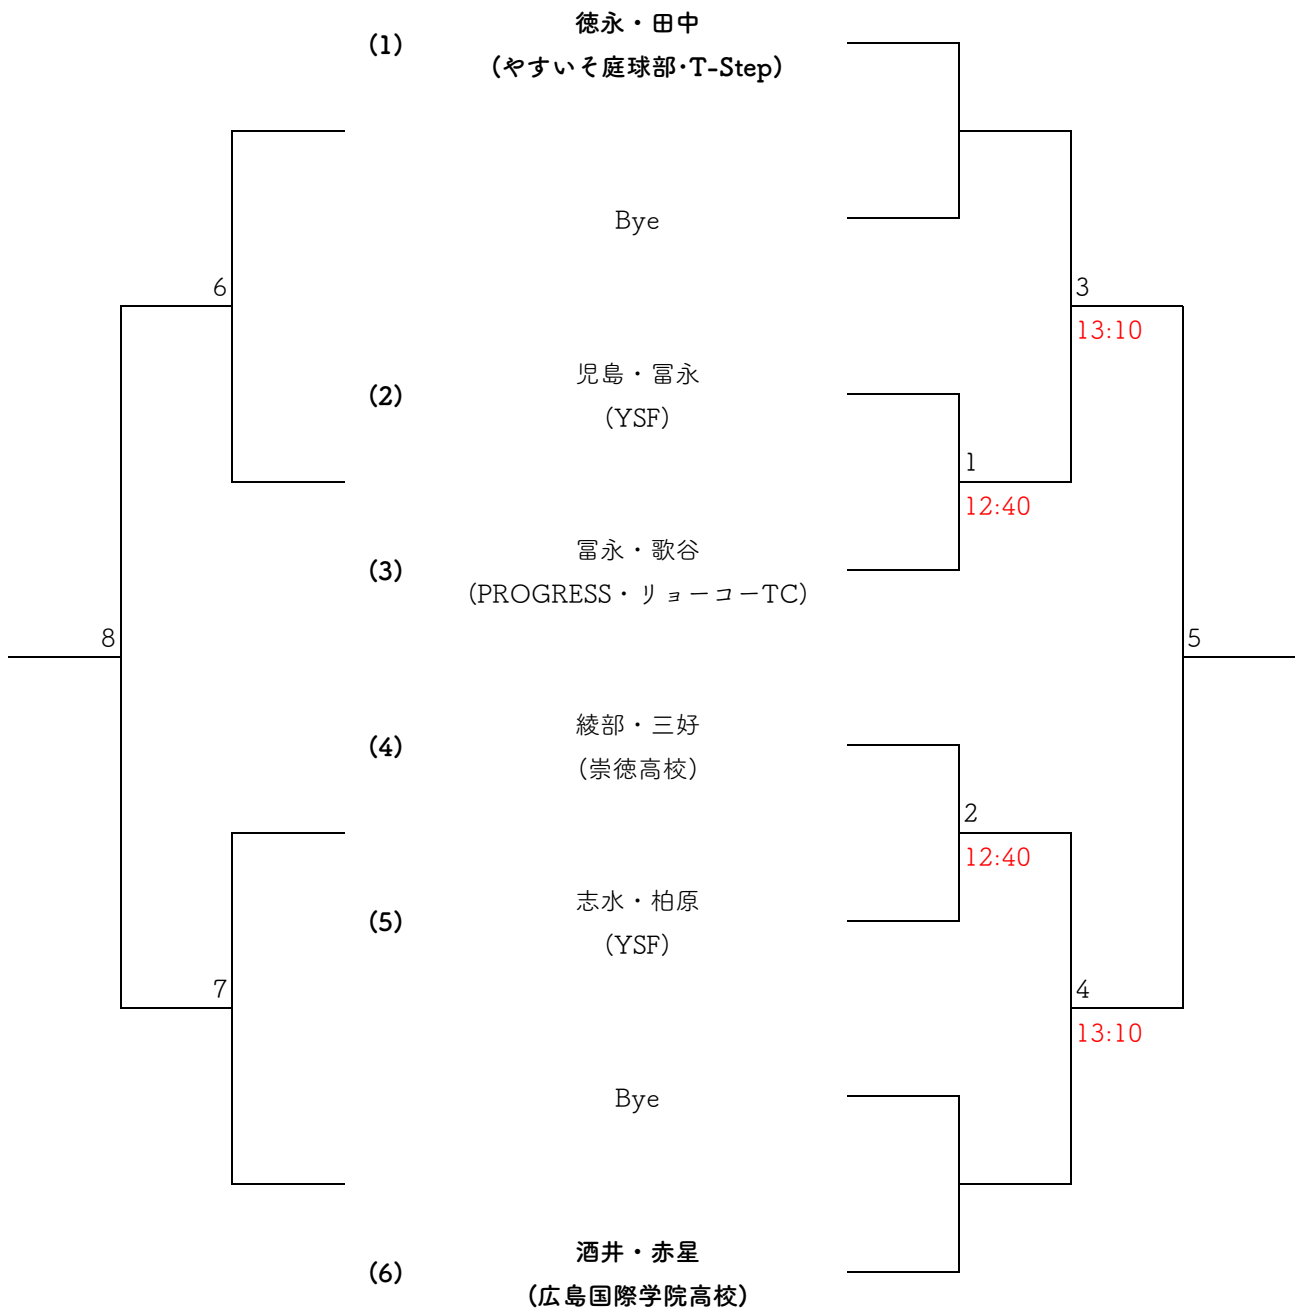 徳永・田中
(1)
(やすいそ庭球部･T-Step)
Bye
6
3
13:10
児島・冨永
(2)
(YSF)
1
12:40
冨永・歌谷
(3)
(PROGRESS・リョーコーTC)
8
5
綾部・三好
(4)
(崇徳高校)
2
12:40
志水・柏原
(5)
(YSF)
7
4
13:10
Bye
酒井・赤星
(6)
(広島国際学院高校)